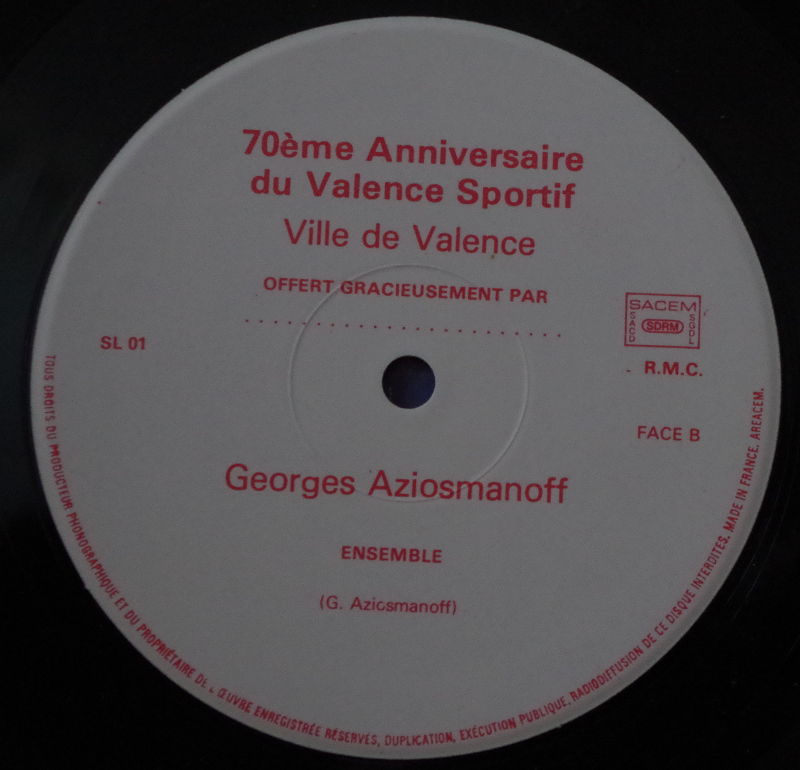 70ème Anniversaire
du Valence Sportif
Ville de Valence
OFFERT GRACIEUSEMENT PAR
......................................
SL 01
SACEM
SACD
SDRM
SGDL
R.M.C.
FACE B
Georges Aziosmanoff
ENSEMBLE
(G. Aziosmanoff)
TOUS DROITS DU PRODUCTEUR PHONOGRAPHIQUE ET DU PROPRIÉTAIRE DE L'ŒUVRE ENREGISTRÉE RÉSERVÉS, DUPLICATION, EXÉCUTION PUBLIQUE, RADIODIFFUSION DE CE DISQUE INTERDITES. MADE IN FRANCE. AREACEM.